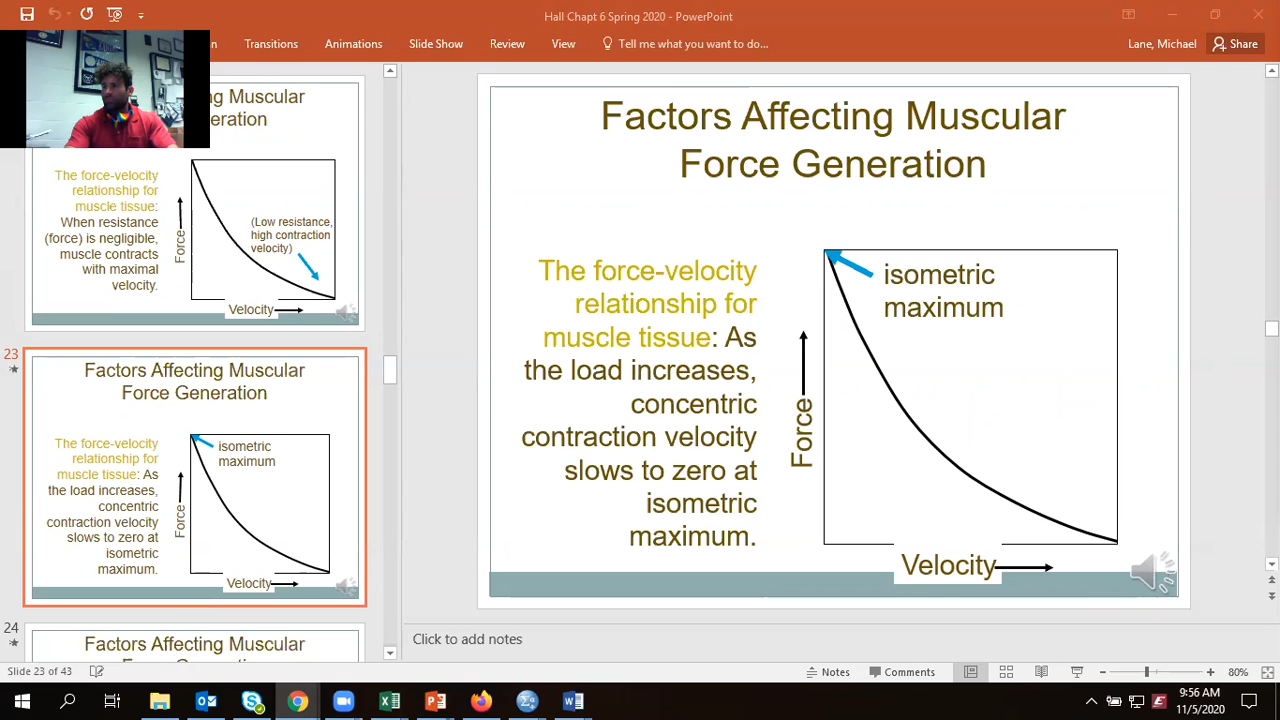 Hall Chapt 6 Spring 2020 - PowerPoint
Transitions
Animations
Slide Show
Review
View
Tell me what you want to do...
Lane, Michael
Share
Muscular
eneration
The force-velocity
relationship for
muscle tissue:
When resistance
(force) is negligible,
muscle contracts
with maximal
velocity.
Force
(Low resistance,
high contraction
velocity)
Velocity
23
Factors Affecting Muscular
Force Generation
The force-velocity
relationship for
muscle tissue: As
the load increases,
concentric
contraction velocity
slows to zero at
isometric
maximum.
Force
isometric
maximum
Velocity
24
Factors Affecting Muscular
Factors Affecting Muscular
Force Generation
The force-velocity
relationship for
muscle tissue: As
the load increases,
concentric
contraction velocity
slows to zero at
isometric
maximum.
Force
isometric
maximum
Velocity
Click to add notes
Slide 23 of 43
Notes
Comments
80%
9:56 AM
11/5/2020